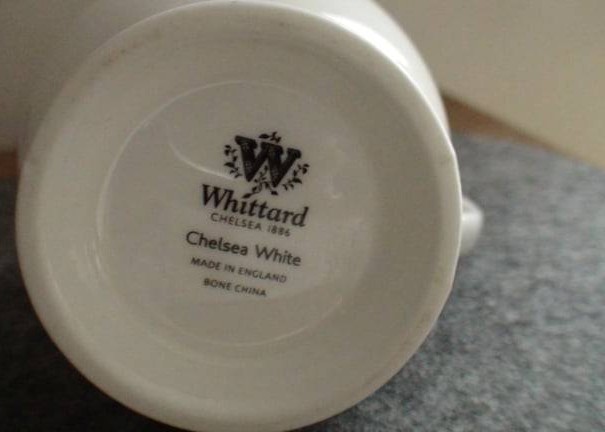 W
Whittard
CHELSEA 1886
Chelsea White
MADE IN ENGLAND
BONE CHINA